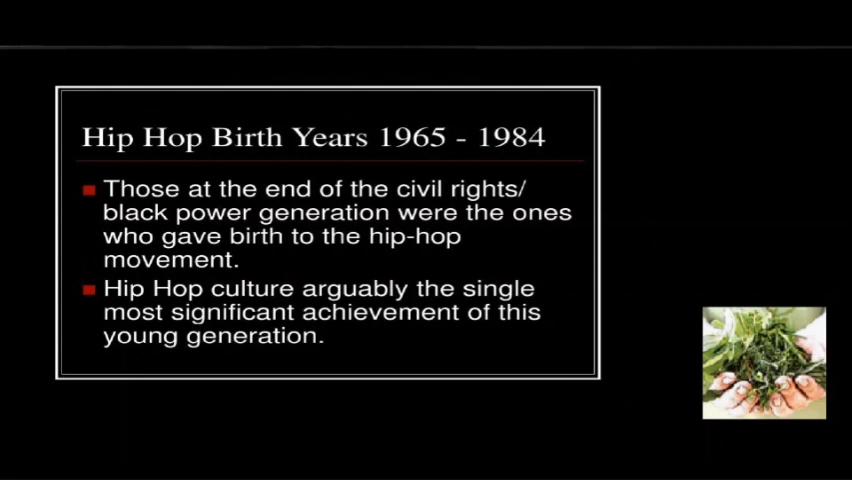 Hip Hop Birth Years 1965 - 1984
Those at the end of the civil rights/
black power generation were the ones
who gave birth to the hip-hop
movement.
Hip Hop culture arguably the single
most significant achievement of this
young generation.